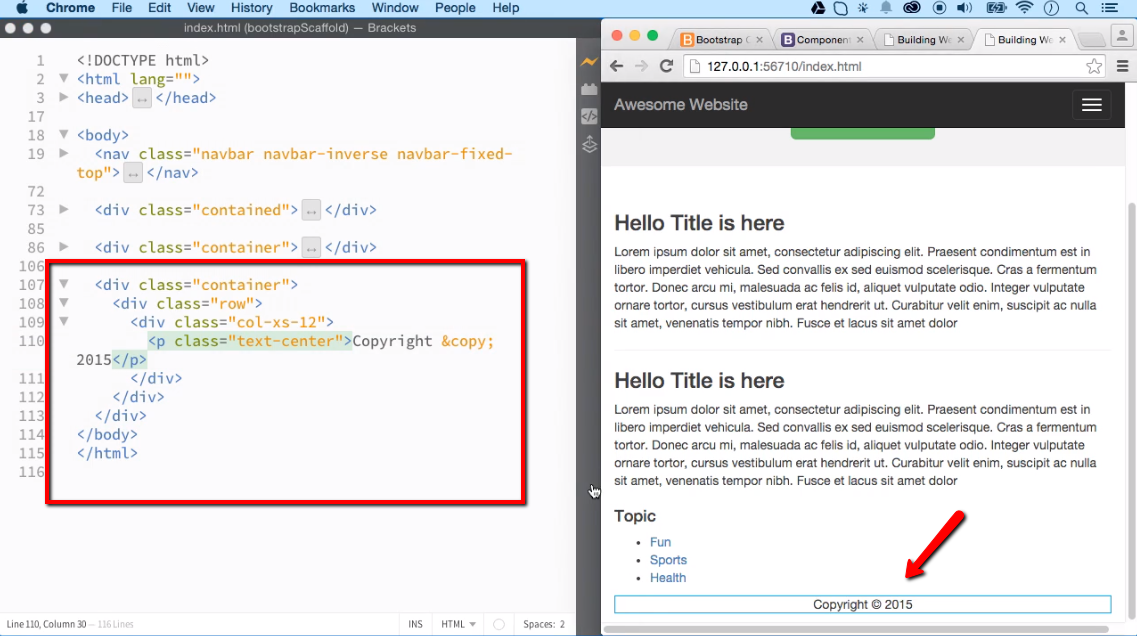 Chrome File Edit View History Bookmarks Window People Help
index.html (bootstrapScaffold) — Brackets
1 <!DOCTYPE html>
2 <html lang="">
3 <head> </head>
17
18 <body>
19 <nav class="navbar navbar-inverse navbar-fixed-
top"> </nav>
72
73 <div class="contained"> </div>
85
86 <div class="container"> </div>
106
107 <div class="container">
108 <div class="row">
109 <div class="col-xs-12">
110 <p class="text-center">Copyright &copy;
2015</p>
111 </div>
112 </div>
113 </div>
114 </body>
115 </html>
116
Line 110, Column 30 — 116 Lines
INS HTML Spaces: 2
Bootstrap Component Building We Building We
127.0.0.1:56710/index.html
Awesome Website
Hello Title is here
Lorem ipsum dolor sit amet, consectetur adipiscing elit. Praesent condimentum est in
libero imperdiet vehicula. Sed convallis ex sed euismod scelerisque. Cras a fermentum
tortor. Donec arcu mi, malesuada ac felis id, aliquet vulputate odio. Integer vulputate
ornare tortor, cursus vestibulum erat hendrerit ut. Curabitur velit enim, suscipit ac nulla
sit amet, venenatis tempor nibh. Fusce et lacus sit amet dolor
Hello Title is here
Lorem ipsum dolor sit amet, consectetur adipiscing elit. Praesent condimentum est in
libero imperdiet vehicula. Sed convallis ex sed euismod scelerisque. Cras a fermentum
tortor. Donec arcu mi, malesuada ac felis id, aliquet vulputate odio. Integer vulputate
ornare tortor, cursus vestibulum erat hendrerit ut. Curabitur velit enim, suscipit ac nulla
sit amet, venenatis tempor nibh. Fusce et lacus sit amet dolor
Topic
Fun
Sports
Health
Copyright © 2015